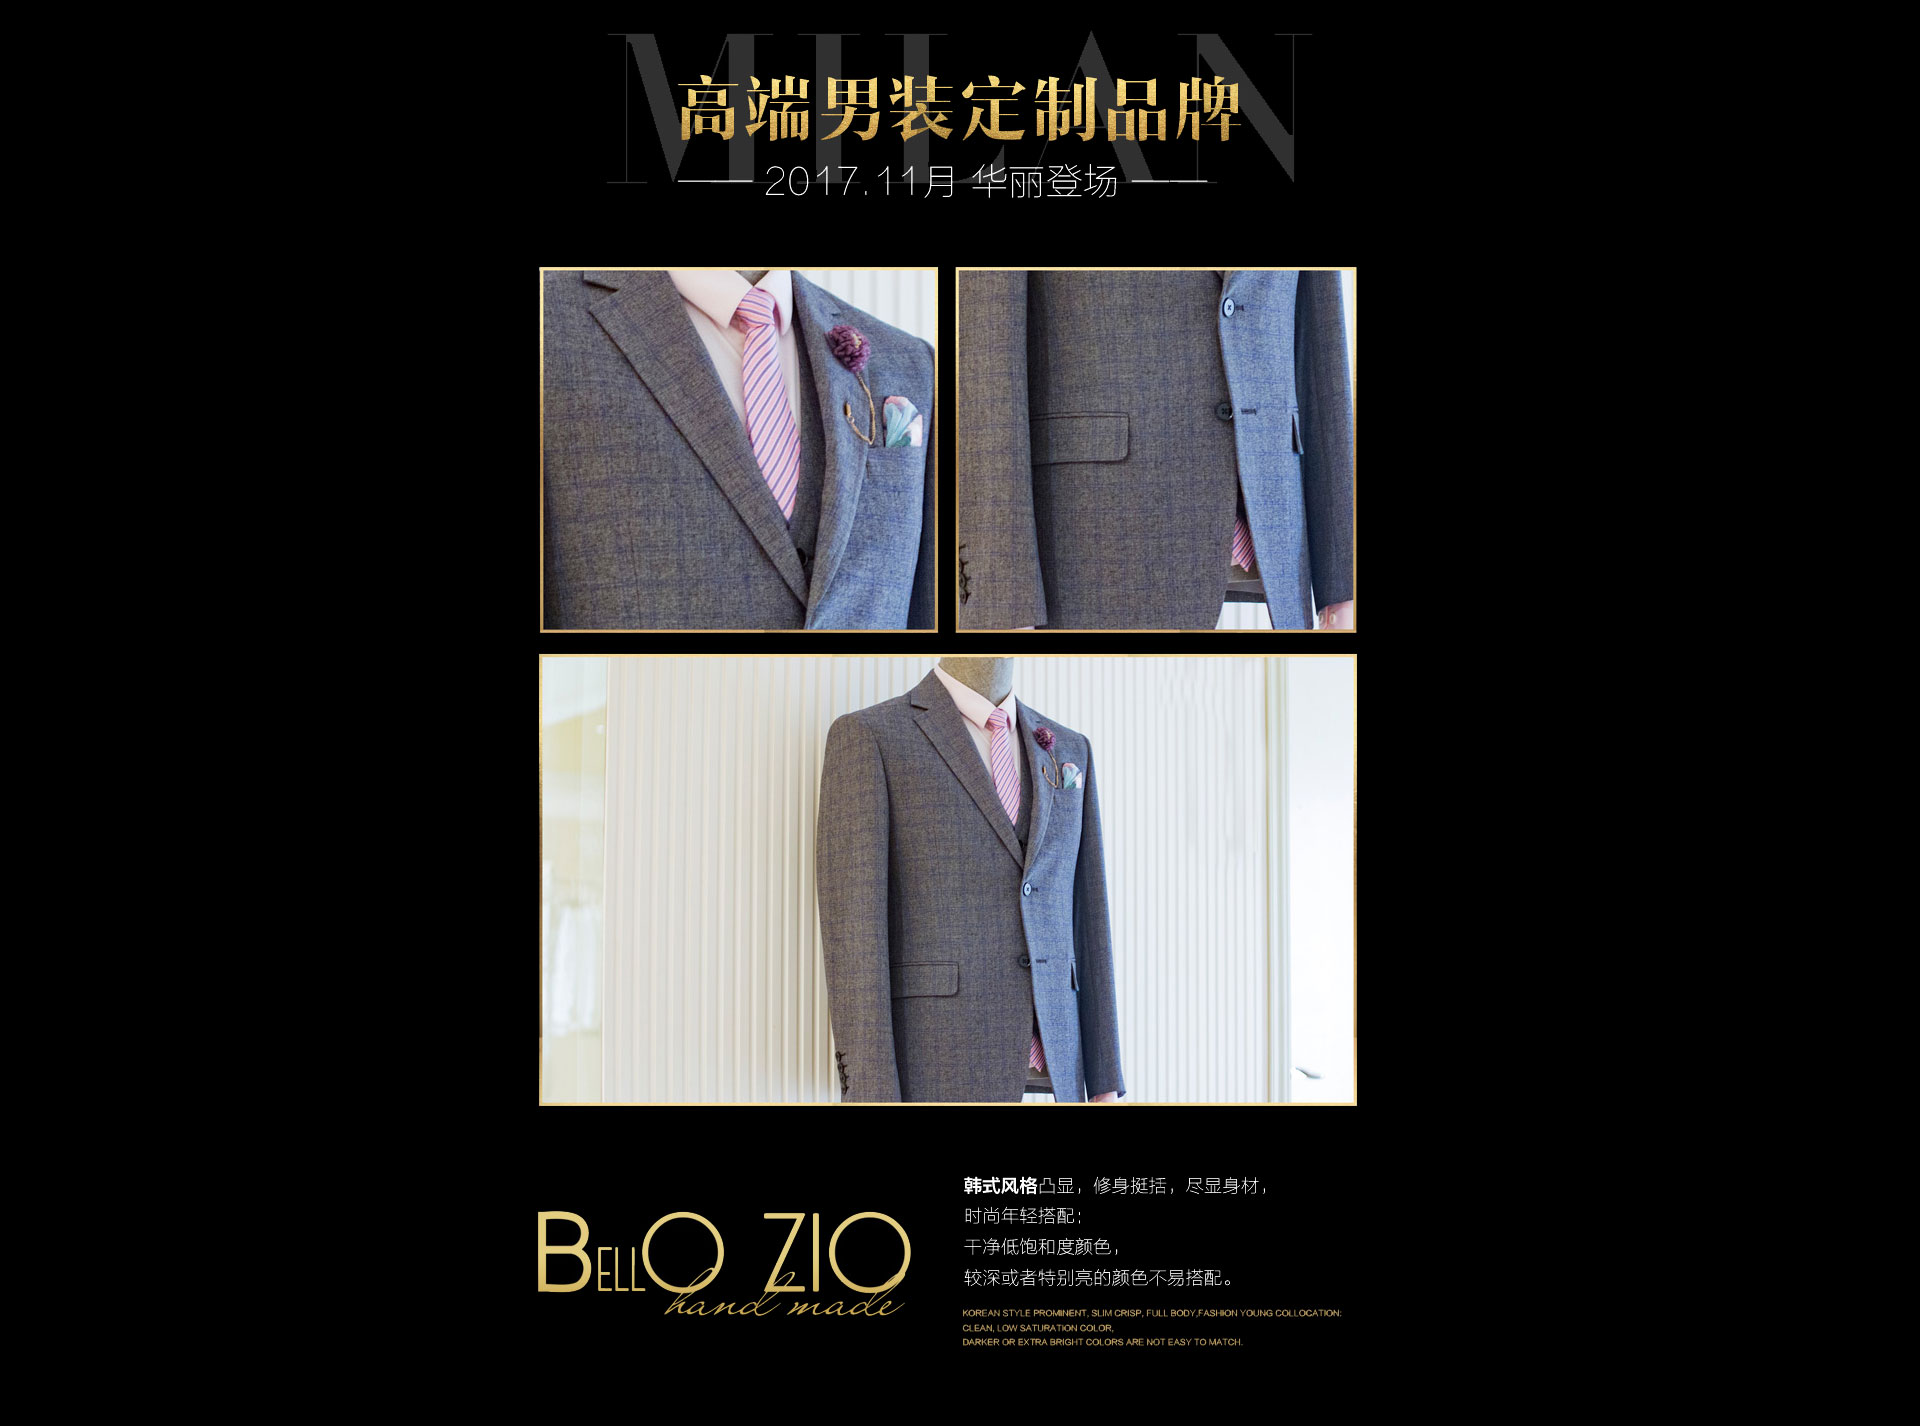 MILAN
高端男装定制品牌
2017.11月 华丽登场
BELLO ZIO
hand made
韩式风格凸显，修身挺括，尽显身材，
时尚年轻搭配；
干净低饱和度颜色，
较深或者特别亮的颜色不易搭配。
KOREAN STYLE PROMINENT, SLIM CRISP, FULL BODY,FASHION YOUNG COLLOCATION:
CLEAN, LOW SATURATION COLOR,
DARKER OR EXTRA BRIGHT COLORS ARE NOT EASY TO MATCH.